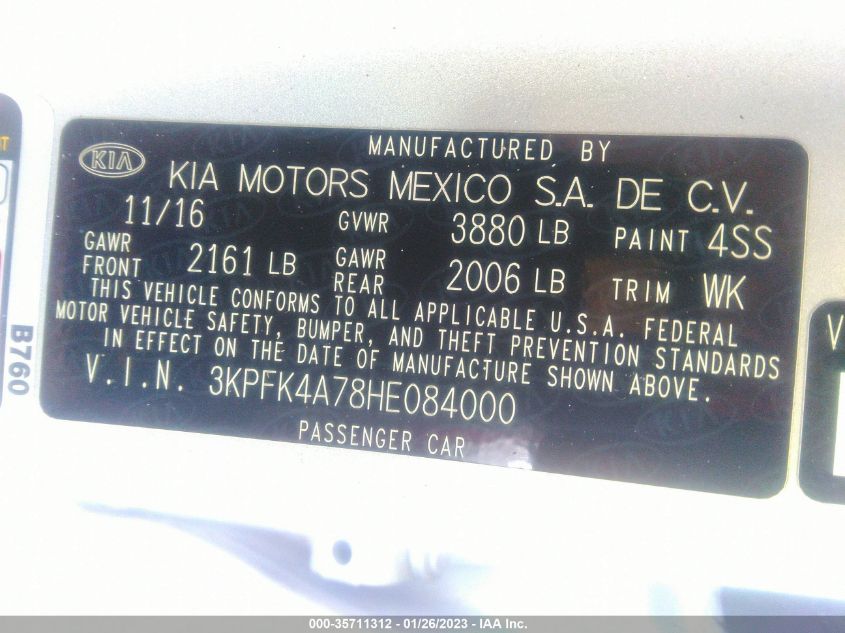 MANUFACTURED BY
KIA KIA MOTORS MEXICO S.A. DE C.V.
11/16 GVWR 3880 LB PAINT 4SS
GAWR FRONT 2161 LB GAWR REAR 2006 LB TRIM WK
THIS VEHICLE CONFORMS TO ALL APPLICABLE U.S.A. FEDERAL
MOTOR VEHICLE SAFETY, BUMPER, AND THEFT PREVENTION STANDARDS
IN EFFECT ON THE DATE OF MANUFACTURE SHOWN ABOVE.
V.I.N. 3KPFK4A78HE084000
PASSENGER CAR
B760
000-35711312 - 01/26/2023 - IAA Inc.